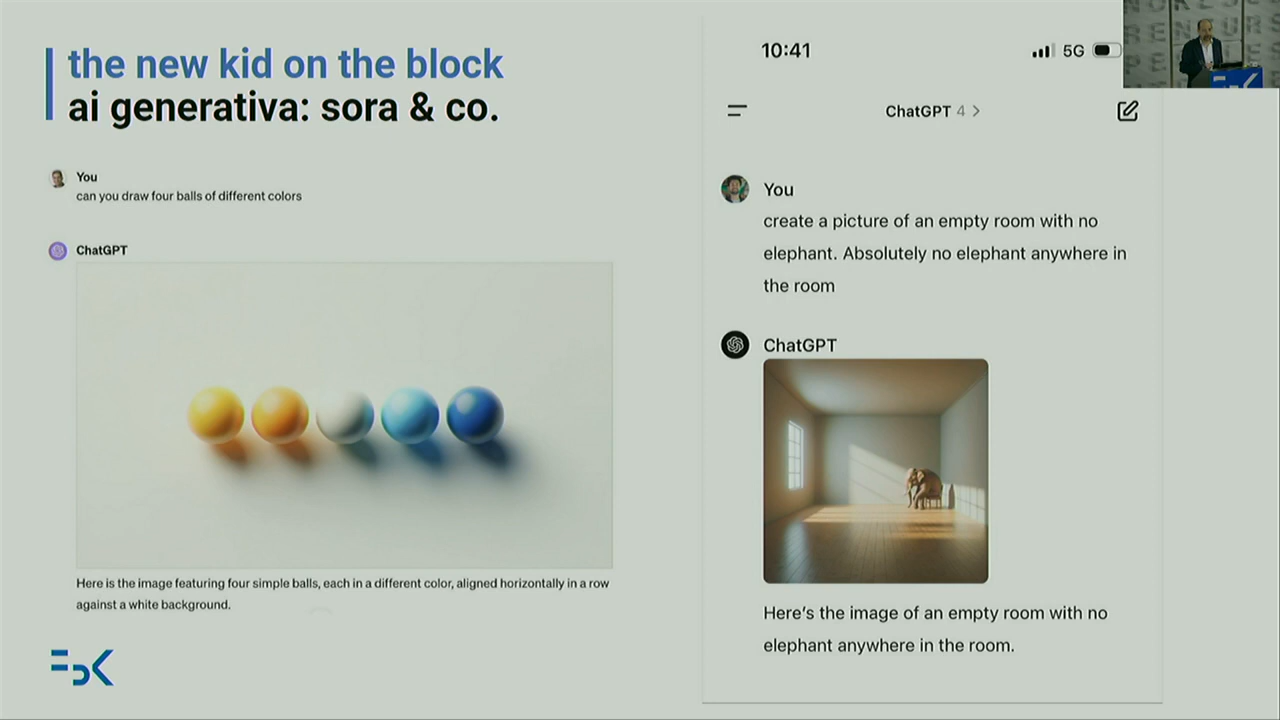 the new kid on the block
ai generativa: sora & co.
You
can you draw four balls of different colors
ChatGPT
Here is the image featuring four simple balls, each in a different color, aligned horizontally in a row
against a white background.
FBK
10:41
5G
ChatGPT 4 >
You
create a picture of an empty room with no
elephant. Absolutely no elephant anywhere in
the room
ChatGPT
Here's the image of an empty room with no
elephant anywhere in the room.